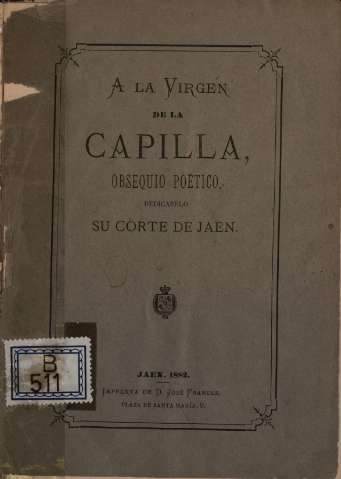 A LA VIRGEN
DE LA
CAPILLA,
OBSEQUIO POÉTICO,
DEDÍCASELO
SU CÓRTE DE JAEN.
JAEN, 1882.
IMPRENTA DE D. JOSÉ FRANCÉS,
PLAZA DE SANTA MARÍA,
B
511